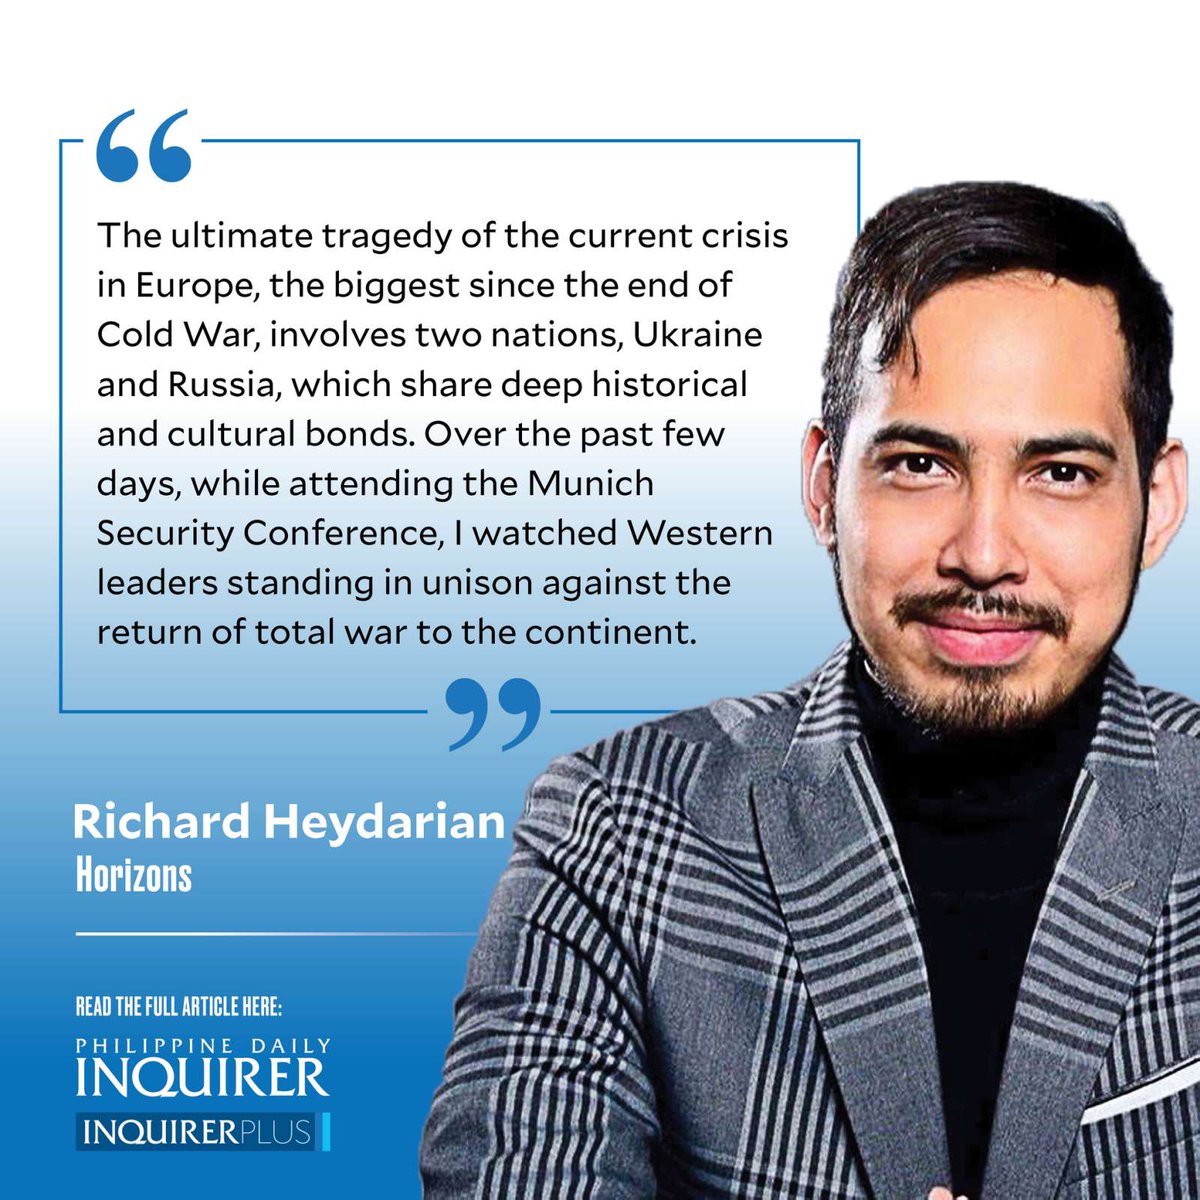 “
The ultimate tragedy of the current crisis
in Europe, the biggest since the end of
Cold War, involves two nations, Ukraine
and Russia, which share deep historical
and cultural bonds. Over the past few
days, while attending the Munich
Security Conference, I watched Western
leaders standing in unison against the
return of total war to the continent.
”
Richard Heydarian
Horizons
READ THE FULL ARTICLE HERE:
PHILIPPINE DAILY
INQUIRER
INQUIRERPLUS